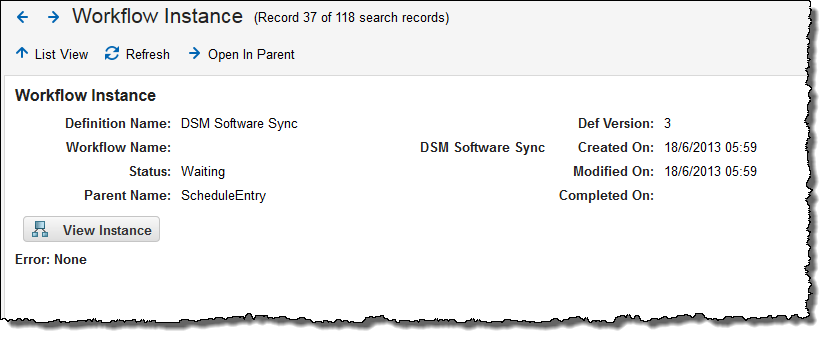 Workflow Instance (Record 37 of 118 search records)
List View Refresh Open In Parent
Workflow Instance
Definition Name: DSM Software Sync Def Version: 3
Workflow Name: DSM Software Sync Created On: 18/6/2013 05:59
Status: Waiting Modified On: 18/6/2013 05:59
Parent Name: ScheduleEntry Completed On:
View Instance
Error: None